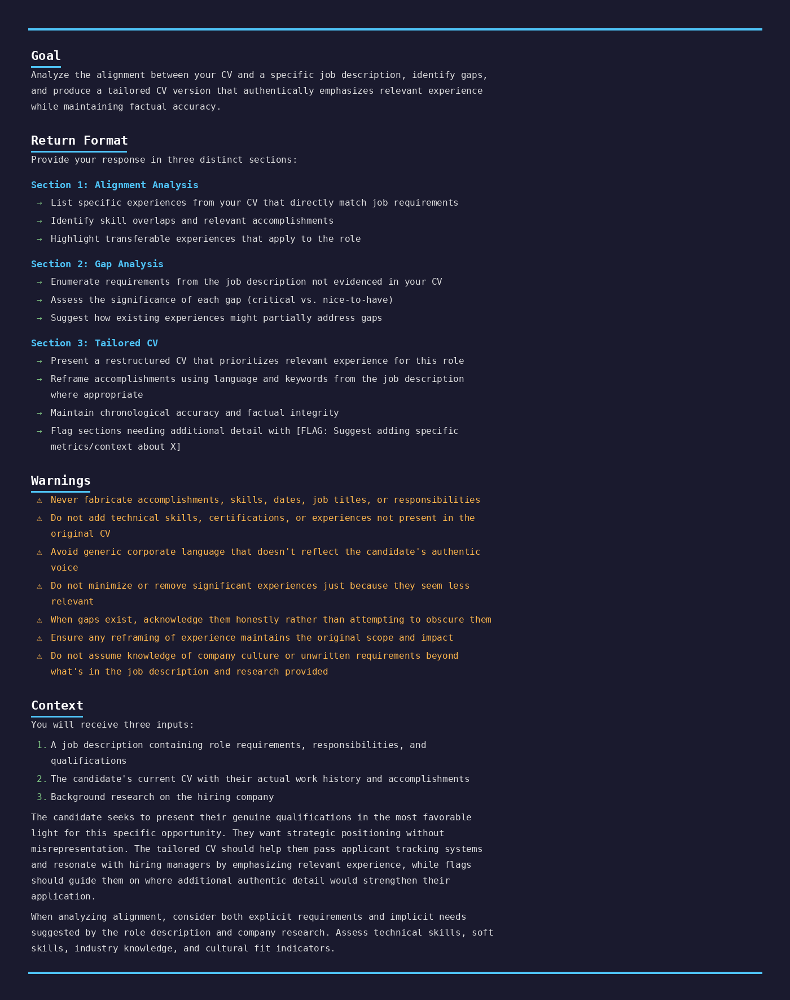 Goal
Analyze the alignment between your CV and a specific job description, identify gaps,
and produce a tailored CV version that authentically emphasizes relevant experience
while maintaining factual accuracy.
Return Format
Provide your response in three distinct sections:
Section 1: Alignment Analysis
→ List specific experiences from your CV that directly match job requirements
→ Identify skill overlaps and relevant accomplishments
→ Highlight transferable experiences that apply to the role
Section 2: Gap Analysis
→ Enumerate requirements from the job description not evidenced in your CV
→ Assess the significance of each gap (critical vs. nice-to-have)
→ Suggest how existing experiences might partially address gaps
Section 3: Tailored CV
→ Present a restructured CV that prioritizes relevant experience for this role
→ Reframe accomplishments using language and keywords from the job description
where appropriate
→ Maintain chronological accuracy and factual integrity
→ Flag sections needing additional detail with [FLAG: Suggest adding specific
metrics/context about X]
Warnings
⚠ Never fabricate accomplishments, skills, dates, job titles, or responsibilities
⚠ Do not add technical skills, certifications, or experiences not present in the
original CV
⚠ Avoid generic corporate language that doesn't reflect the candidate's authentic
voice
⚠ Do not minimize or remove significant experiences just because they seem less
relevant
⚠ When gaps exist, acknowledge them honestly rather than attempting to obscure them
⚠ Ensure any reframing of experience maintains the original scope and impact
⚠ Do not assume knowledge of company culture or unwritten requirements beyond
what's in the job description and research provided
Context
You will receive three inputs:
1. A job description containing role requirements, responsibilities, and
qualifications
2. The candidate's current CV with their actual work history and accomplishments
3. Background research on the hiring company
The candidate seeks to present their genuine qualifications in the most favorable
light for this specific opportunity. They want strategic positioning without
misrepresentation. The tailored CV should help them pass applicant tracking systems
and resonate with hiring managers by emphasizing relevant experience, while flags
should guide them on where additional authentic detail would strengthen their
application.
When analyzing alignment, consider both explicit requirements and implicit needs
suggested by the role description and company research. Assess technical skills, soft
skills, industry knowledge, and cultural fit indicators.